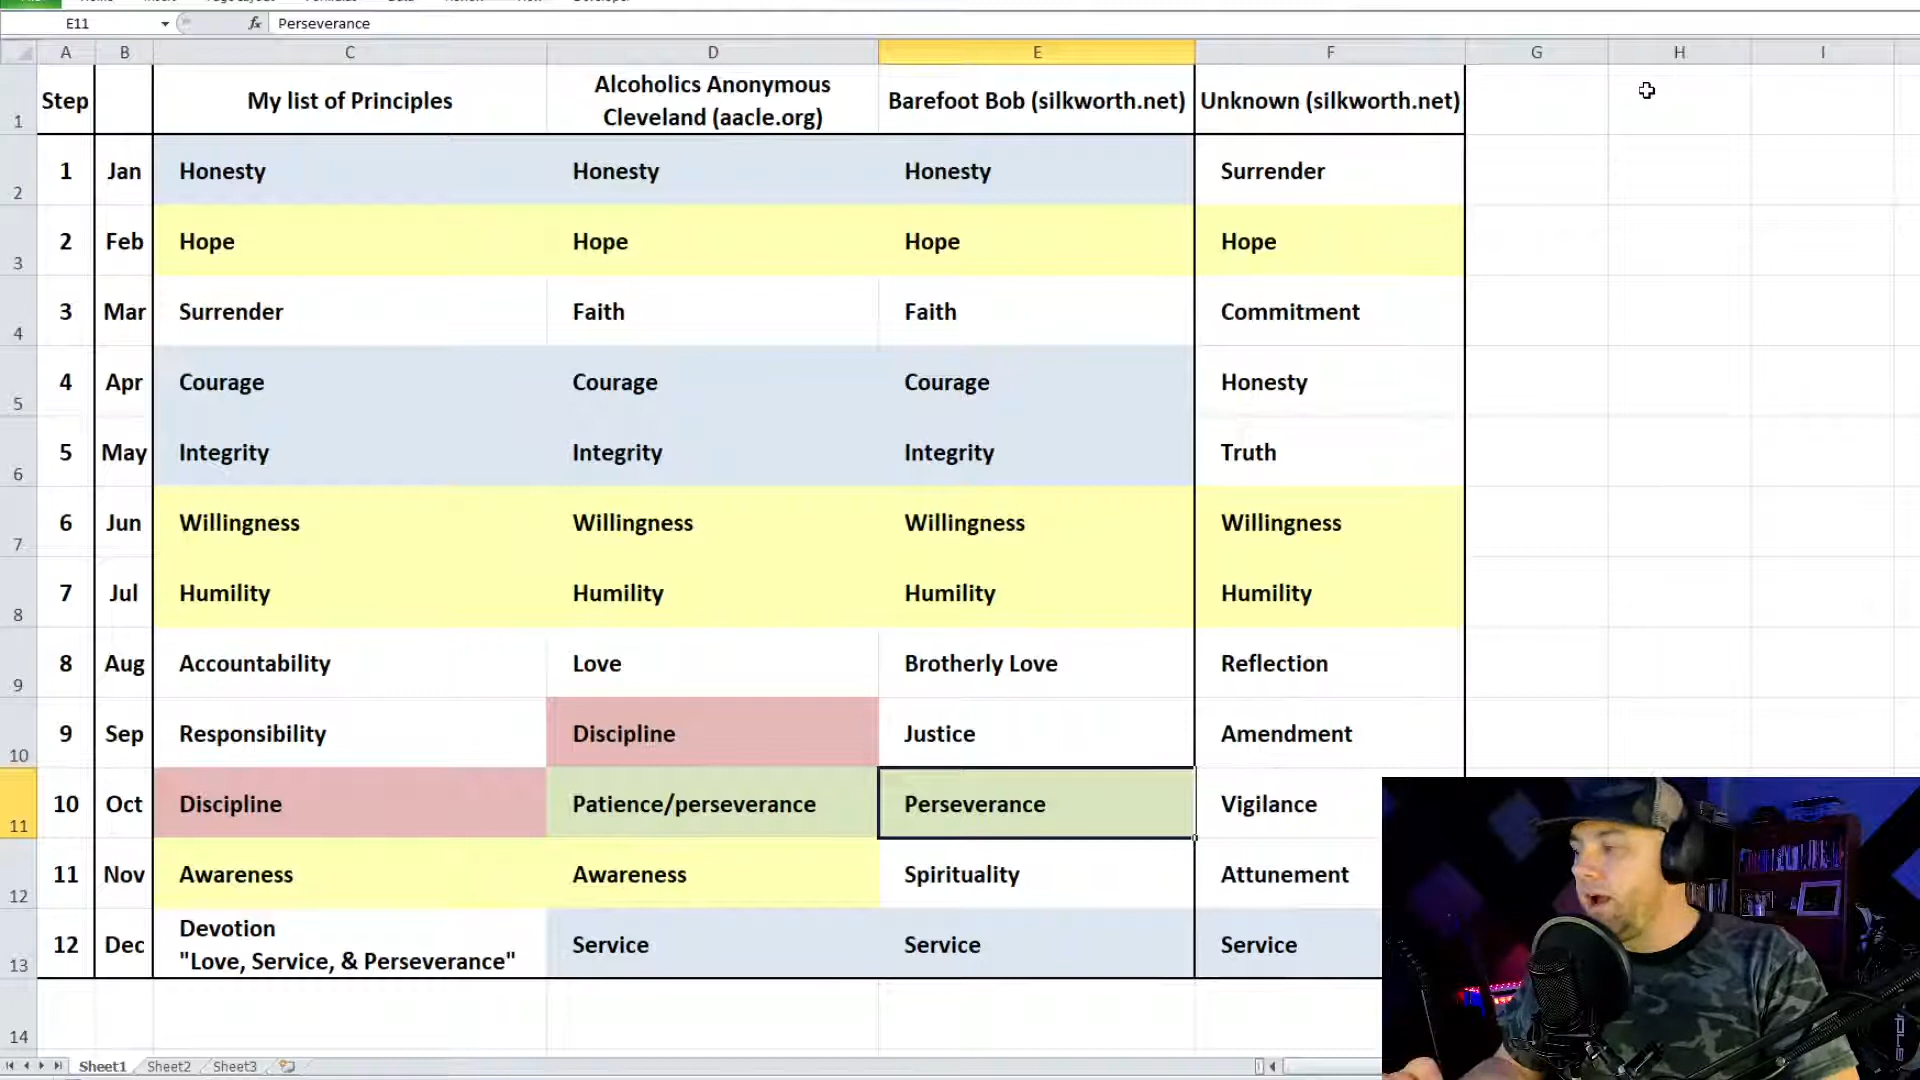 E11 fx Perseverance
A B C D E F G H I
1 Step My list of Principles Alcoholics Anonymous Cleveland (aacle.org) Barefoot Bob (silkworth.net) Unknown (silkworth.net)
2 1 Jan Honesty Honesty Honesty Surrender
3 2 Feb Hope Hope Hope Hope
4 3 Mar Surrender Faith Faith Commitment
5 4 Apr Courage Courage Courage Honesty
6 5 May Integrity Integrity Integrity Truth
7 6 Jun Willingness Willingness Willingness Willingness
8 7 Jul Humility Humility Humility Humility
9 8 Aug Accountability Love Brotherly Love Reflection
10 9 Sep Responsibility Discipline Justice Amendment
11 10 Oct Discipline Patience/perseverance Perseverance Vigilance
12 11 Nov Awareness Awareness Spirituality Attunement
13 12 Dec Devotion "Love, Service, & Perseverance" Service Service Service
14
Sheet1 Sheet2 Sheet3